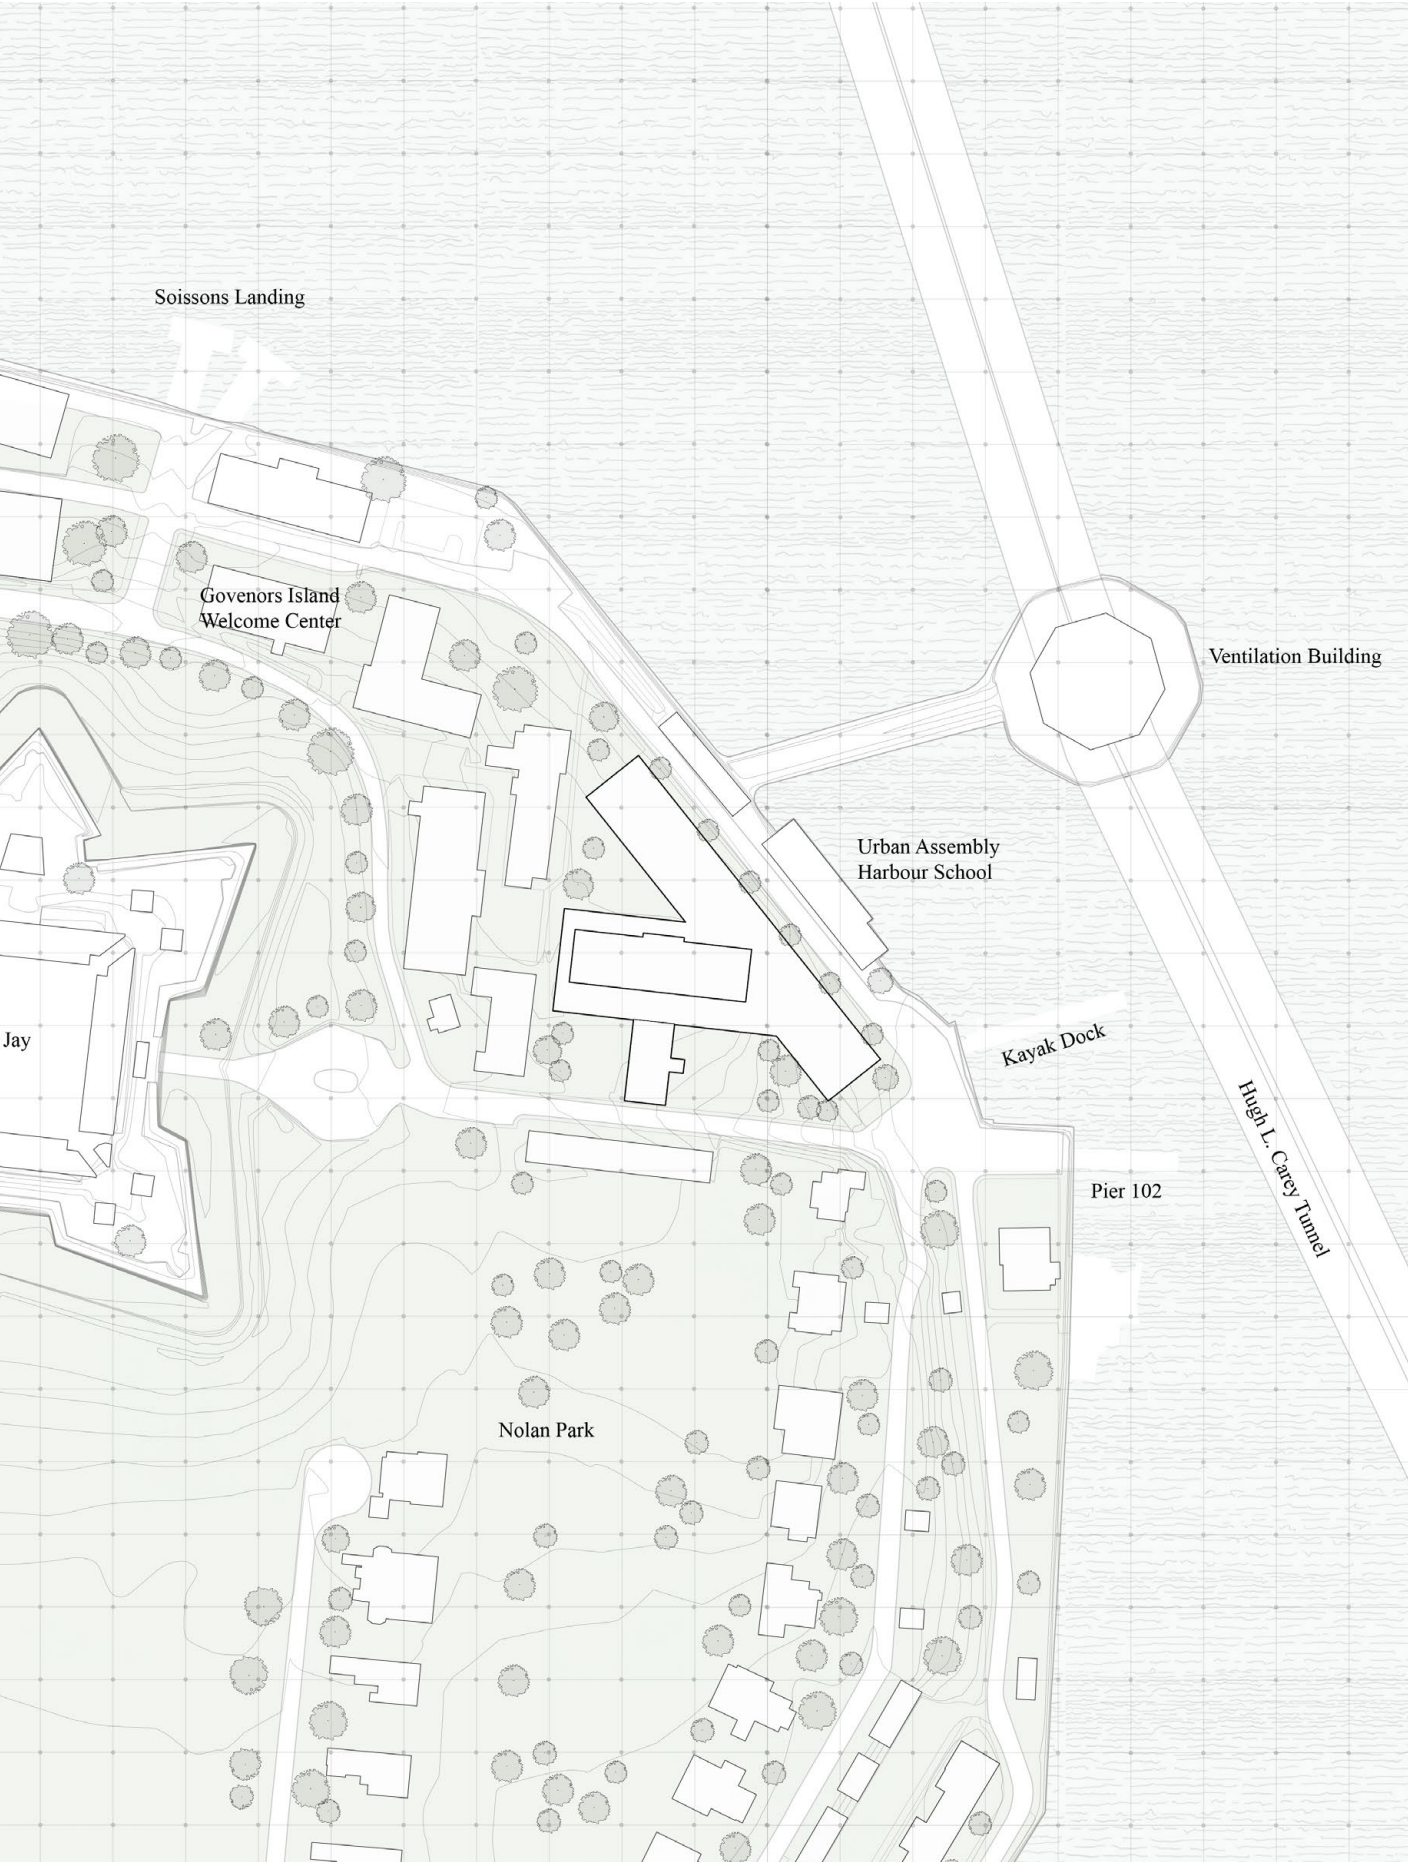 Soissons Landing
Govenors Island
Welcome Center
Ventilation Building
Urban Assembly
Harbour School
Jay
Kayak Dock
Hugh L. Carey Tunnel
Pier 102
Nolan Park